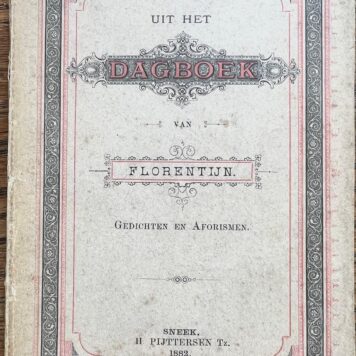 UIT HET
DAGBOEK
VAN
FLORENTIJN.
GEDICHTEN EN AFORISMEN.
SNEEK,
H PIJTTERSEN Tz.
1882.